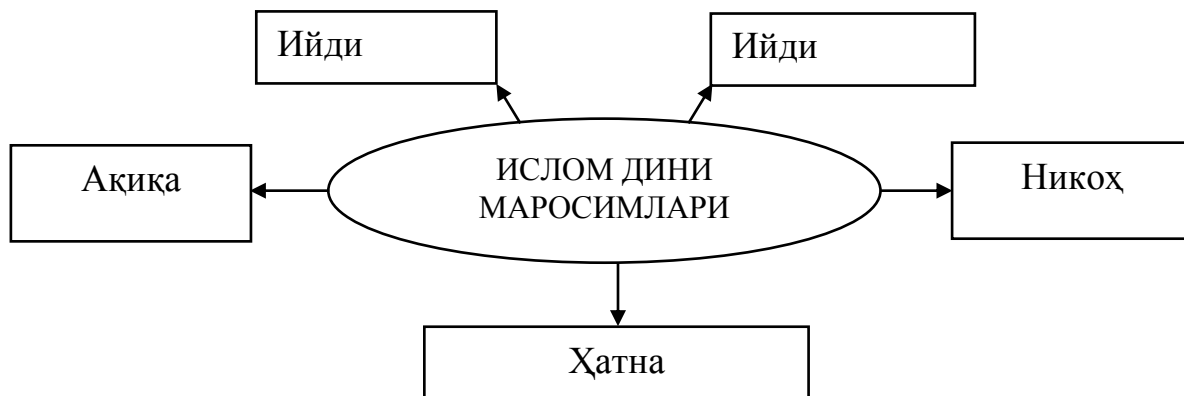 Ийди
Ийди
Ақиқа
ИСЛОМ ДИНИ
МАРОСИМЛАРИ
Никоҳ
Ҳатна